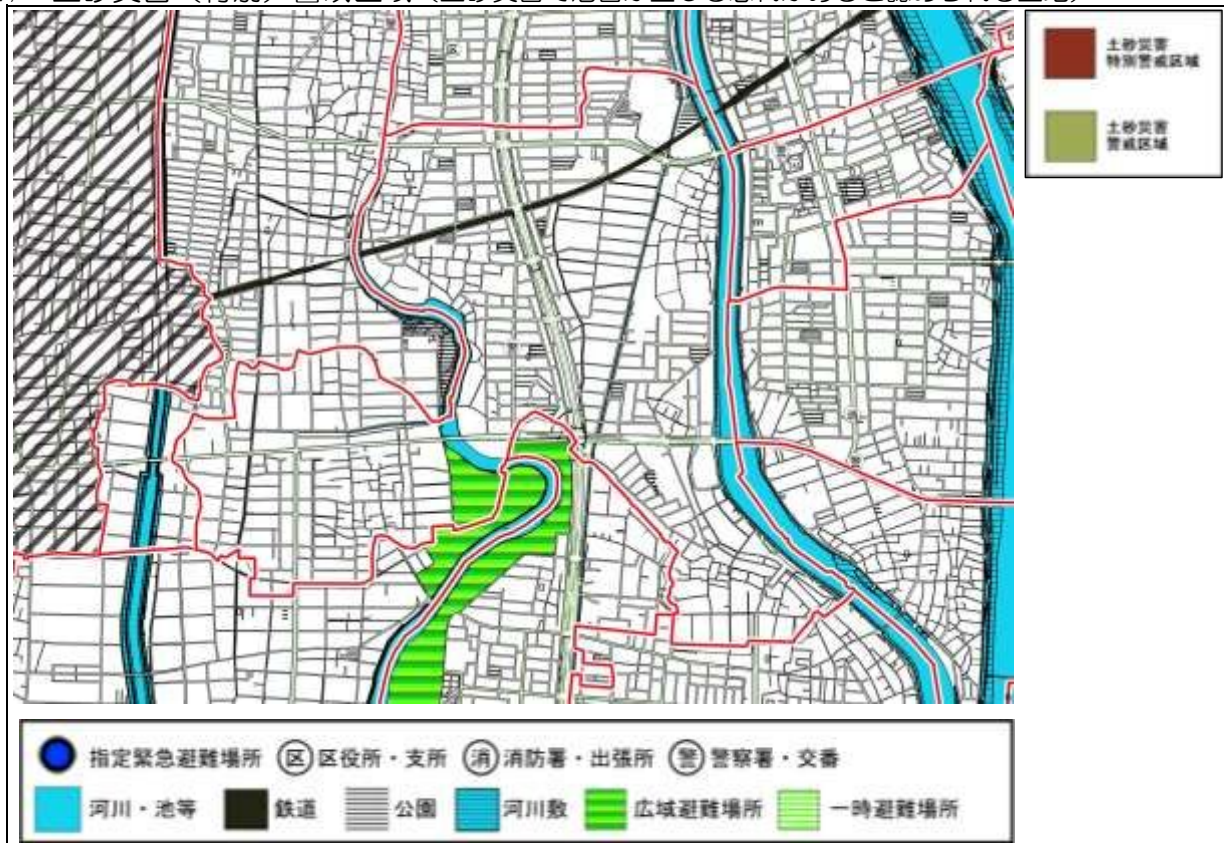 土砂災害
特別警戒区域
土砂災害
警戒区域
指定緊急避難場所 区 区役所・支所 消 消防署・出張所 警 警察署・交番
河川・池等 鉄道 公園 河川敷 広域避難場所 一時避難場所